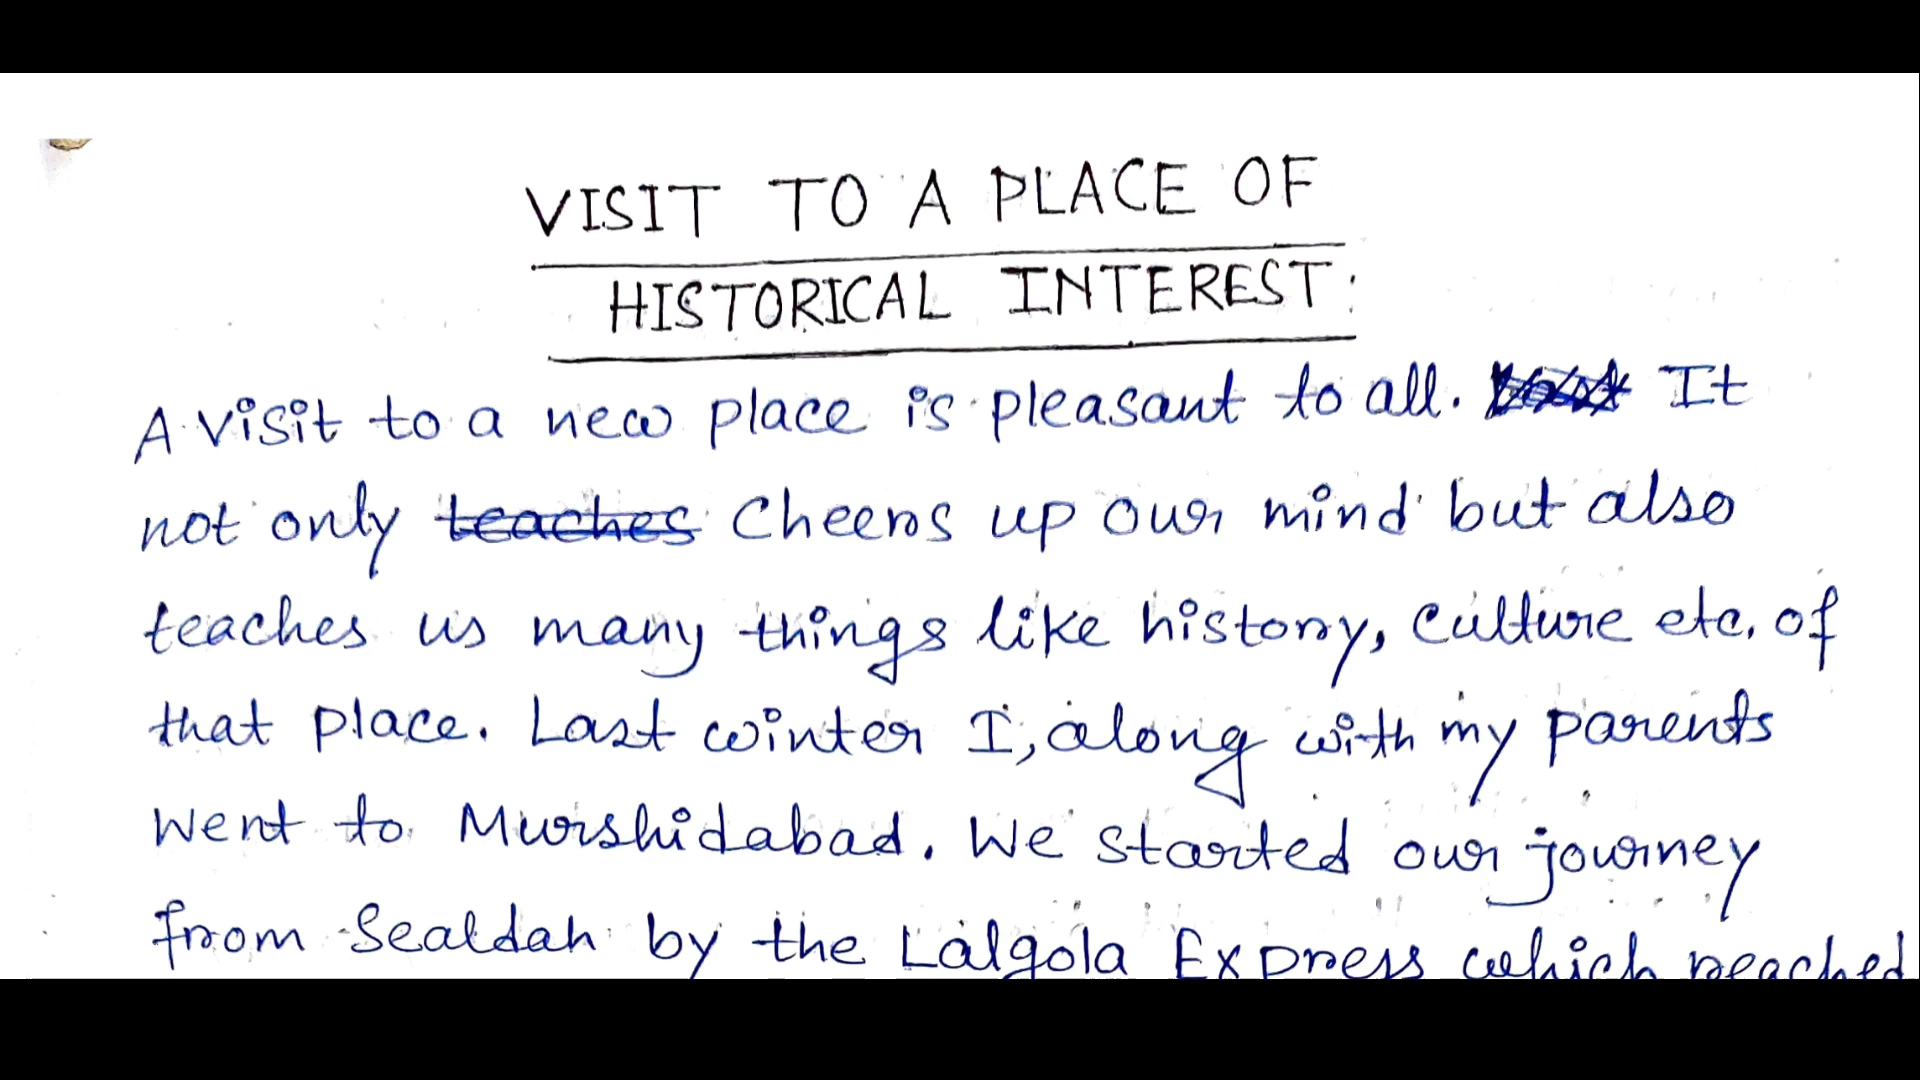 VISIT TO A PLACE OF
HISTORICAL INTEREST:
A visit to a new place is pleasant to all. It
not only teaches cheers up our mind but also
teaches us many things like history, culture etc. of
that place. Last winter I, along with my parents
went to Murshidabad. We started our journey
from Sealdah by the Lalgola Express which reached